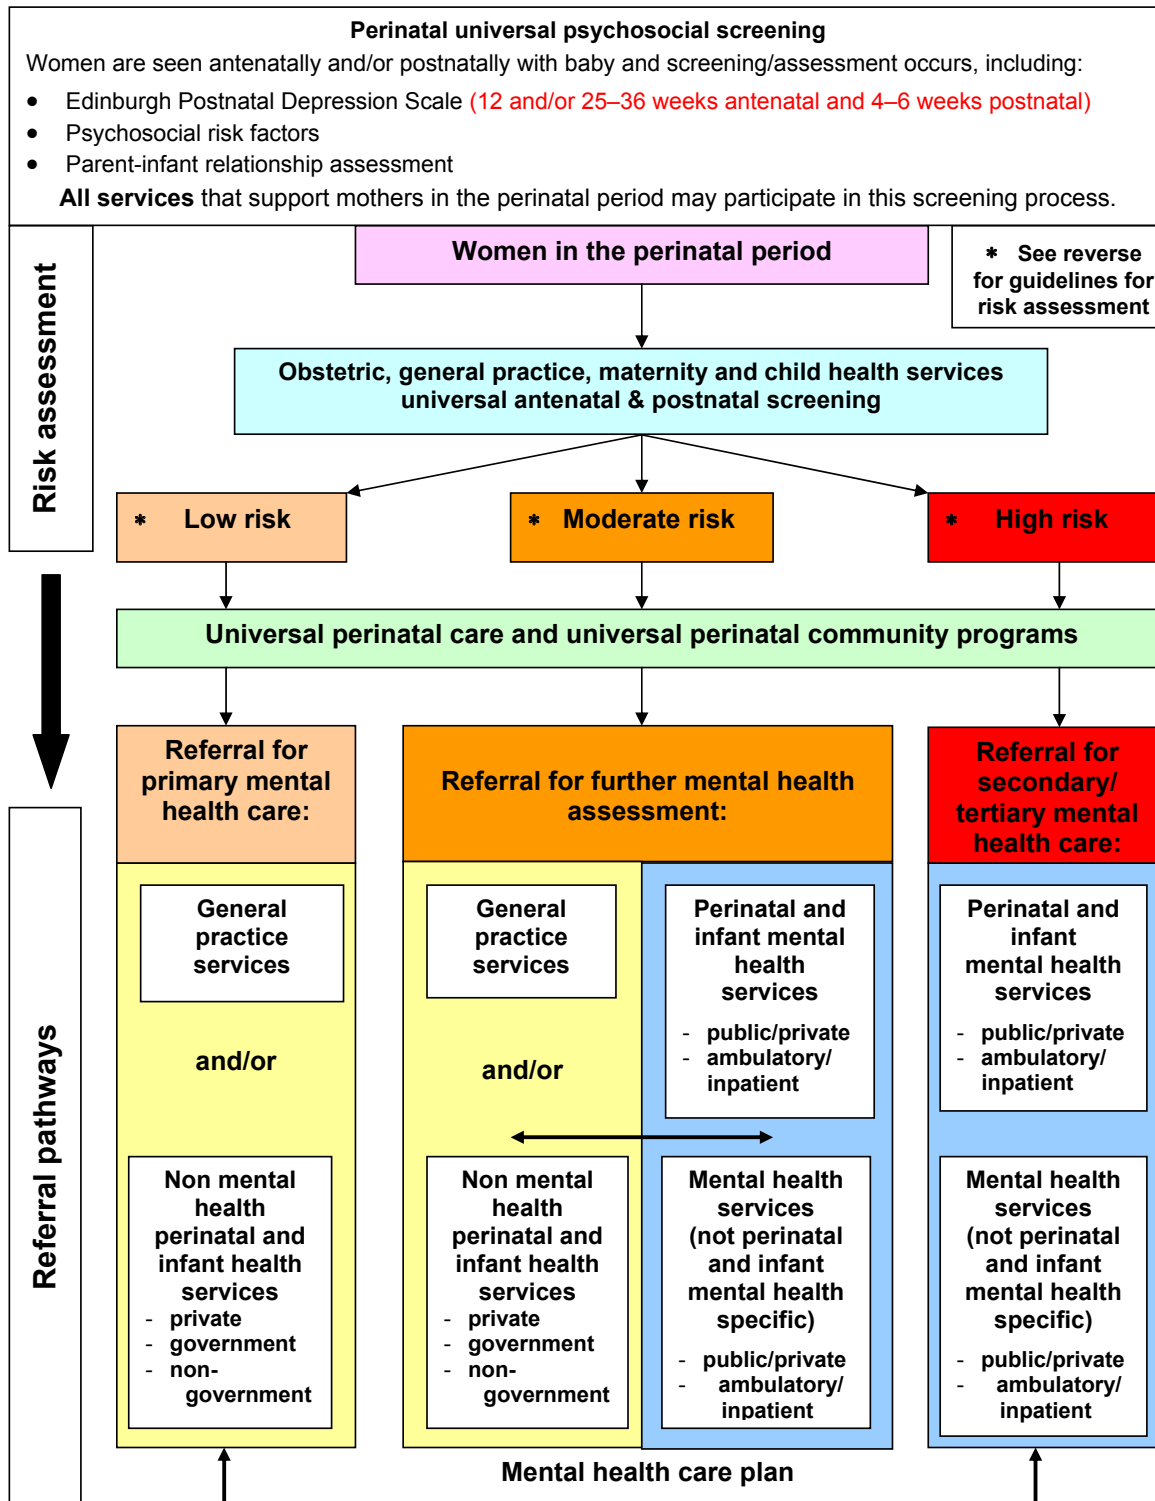 Perinatal universal psychosocial screening
Women are seen antenatally and/or postnatally with baby and screening/assessment occurs, including:
• Edinburgh Postnatal Depression Scale (12 and/or 25–36 weeks antenatal and 4–6 weeks postnatal)
• Psychosocial risk factors
• Parent-infant relationship assessment
All services that support mothers in the perinatal period may participate in this screening process.
Risk assessment
Women in the perinatal period
* See reverse
for guidelines for
risk assessment
Obstetric, general practice, maternity and child health services
universal antenatal & postnatal screening
* Low risk
* Moderate risk
* High risk
Universal perinatal care and universal perinatal community programs
Referral pathways
Referral for
primary mental
health care:
General
practice
services
and/or
Non mental
health
perinatal and
infant health
services
- private
- government
- non-
government
Referral for further mental health
assessment:
General
practice
services
and/or
Non mental
health
perinatal and
infant health
services
- private
- government
- non-
government
Perinatal and
infant mental
health
services
- public/private
- ambulatory/
inpatient
Mental health
services
(not perinatal
and infant
mental health
specific)
- public/private
- ambulatory/
inpatient
Referral for
secondary/
tertiary mental
health care:
Perinatal and
infant
mental health
services
- public/private
- ambulatory/
inpatient
Mental health
services
(not perinatal
and infant
mental health
specific)
- public/private
- ambulatory/
inpatient
Mental health care plan